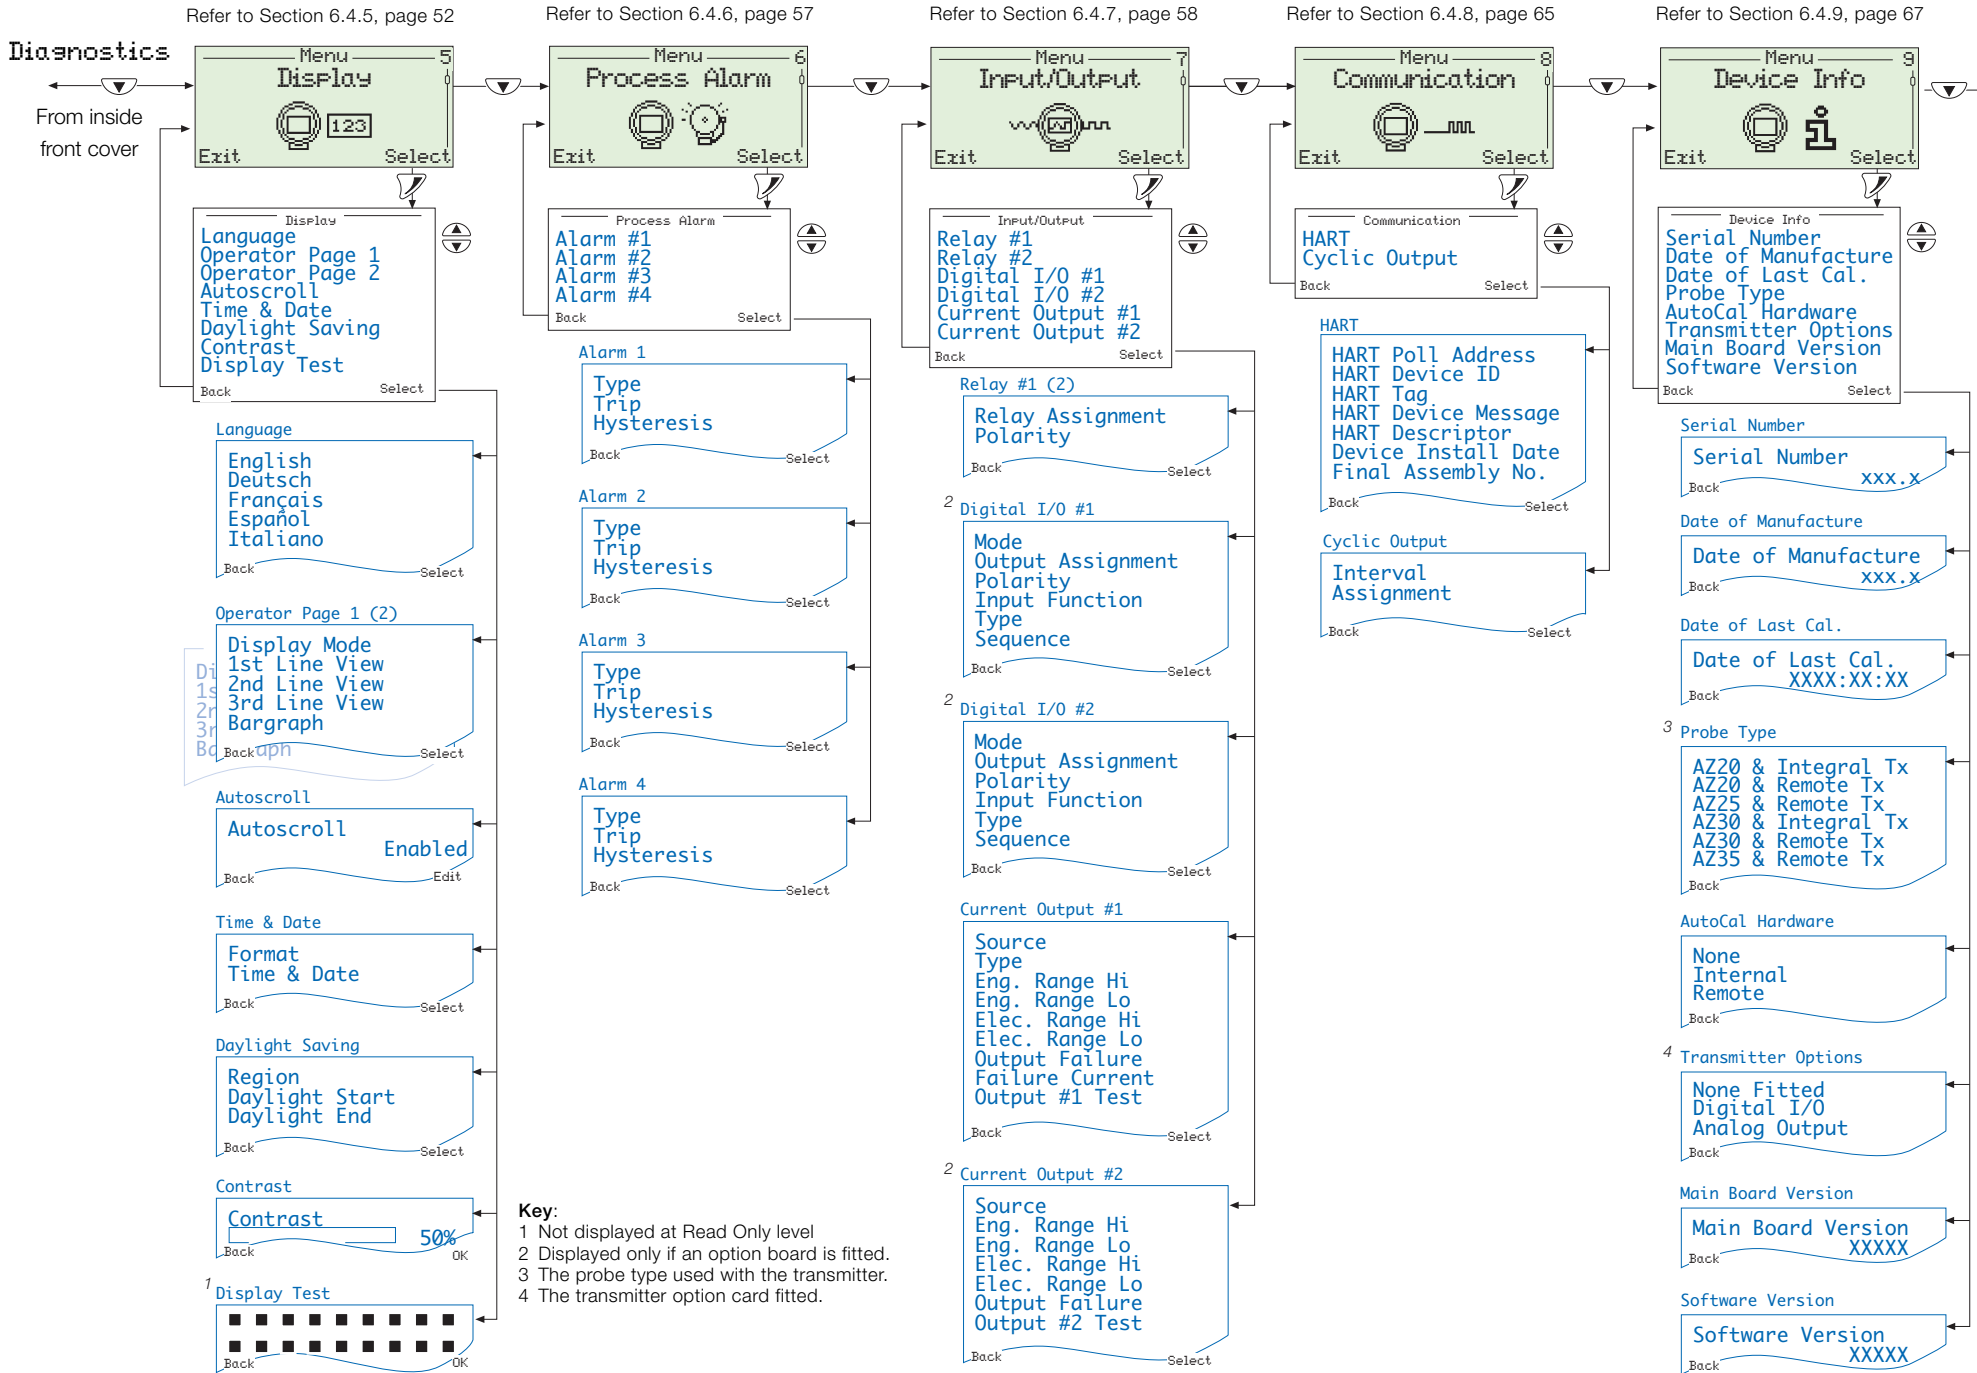 Refer to Section 6.4.5, page 52
Refer to Section 6.4.6, page 57
Refer to Section 6.4.7, page 58
Refer to Section 6.4.8, page 65
Refer to Section 6.4.9, page 67
Diagnostics
From inside
front cover
Menu 5
Display
123
Exit Select
Display
Language
Operator Page 1
Operator Page 2
Autoscroll
Time & Date
Daylight Saving
Contrast
Display Test
Back Select
Language
English
Deutsch
Français
Español
Italiano
Back Select
Operator Page 1 (2)
Display Mode
1st Line View
2nd Line View
3rd Line View
Bargraph
Back Select
Autoscroll
Autoscroll
Enabled
Back Edit
Time & Date
Format
Time & Date
Back Select
Daylight Saving
Region
Daylight Start
Daylight End
Back Select
Contrast
Contrast
50%
Back OK
1 Display Test
Back OK
Menu 6
Process Alarm
Exit Select
Process Alarm
Alarm #1
Alarm #2
Alarm #3
Alarm #4
Back Select
Alarm 1
Type
Trip
Hysteresis
Back Select
Alarm 2
Type
Trip
Hysteresis
Back Select
Alarm 3
Type
Trip
Hysteresis
Back Select
Alarm 4
Type
Trip
Hysteresis
Back Select
Key:
1 Not displayed at Read Only level
2 Displayed only if an option board is fitted.
3 The probe type used with the transmitter.
4 The transmitter option card fitted.
Menu 7
Input/Output
Exit Select
Input/Output
Relay #1
Relay #2
Digital I/O #1
Digital I/O #2
Current Output #1
Current Output #2
Back Select
Relay #1 (2)
Relay Assignment
Polarity
Back Select
2 Digital I/O #1
Mode
Output Assignment
Polarity
Input Function
Type
Sequence
Back Select
2 Digital I/O #2
Mode
Output Assignment
Polarity
Input Function
Type
Sequence
Back Select
Current Output #1
Source
Type
Eng. Range Hi
Eng. Range Lo
Elec. Range Hi
Elec. Range Lo
Output Failure
Failure Current
Output #1 Test
Back Select
2 Current Output #2
Source
Eng. Range Hi
Eng. Range Lo
Elec. Range Hi
Elec. Range Lo
Output Failure
Output #2 Test
Back Select
Menu 8
Communication
Exit Select
Communication
HART
Cyclic Output
Back Select
HART
HART Poll Address
HART Device ID
HART Tag
HART Device Message
HART Descriptor
Device Install Date
Final Assembly No.
Back Select
Cyclic Output
Interval
Assignment
Back Select
Menu 9
Device Info
Exit Select
Device Info
Serial Number
Date of Manufacture
Date of Last Cal.
Probe Type
AutoCal Hardware
Transmitter Options
Main Board Version
Software Version
Back Select
Serial Number
Serial Number
xxx.x
Back
Date of Manufacture
Date of Manufacture
xxx.x
Back
Date of Last Cal.
Date of Last Cal.
XXXX:XX:XX
Back
3 Probe Type
AZ20 & Integral Tx
AZ20 & Remote Tx
AZ25 & Remote Tx
AZ30 & Integral Tx
AZ30 & Remote Tx
AZ35 & Remote Tx
Back
AutoCal Hardware
None
Internal
Remote
Back
4 Transmitter Options
None Fitted
Digital I/O
Analog Output
Back
Main Board Version
Main Board Version
XXXXX
Back
Software Version
Software Version
XXXXX
Back